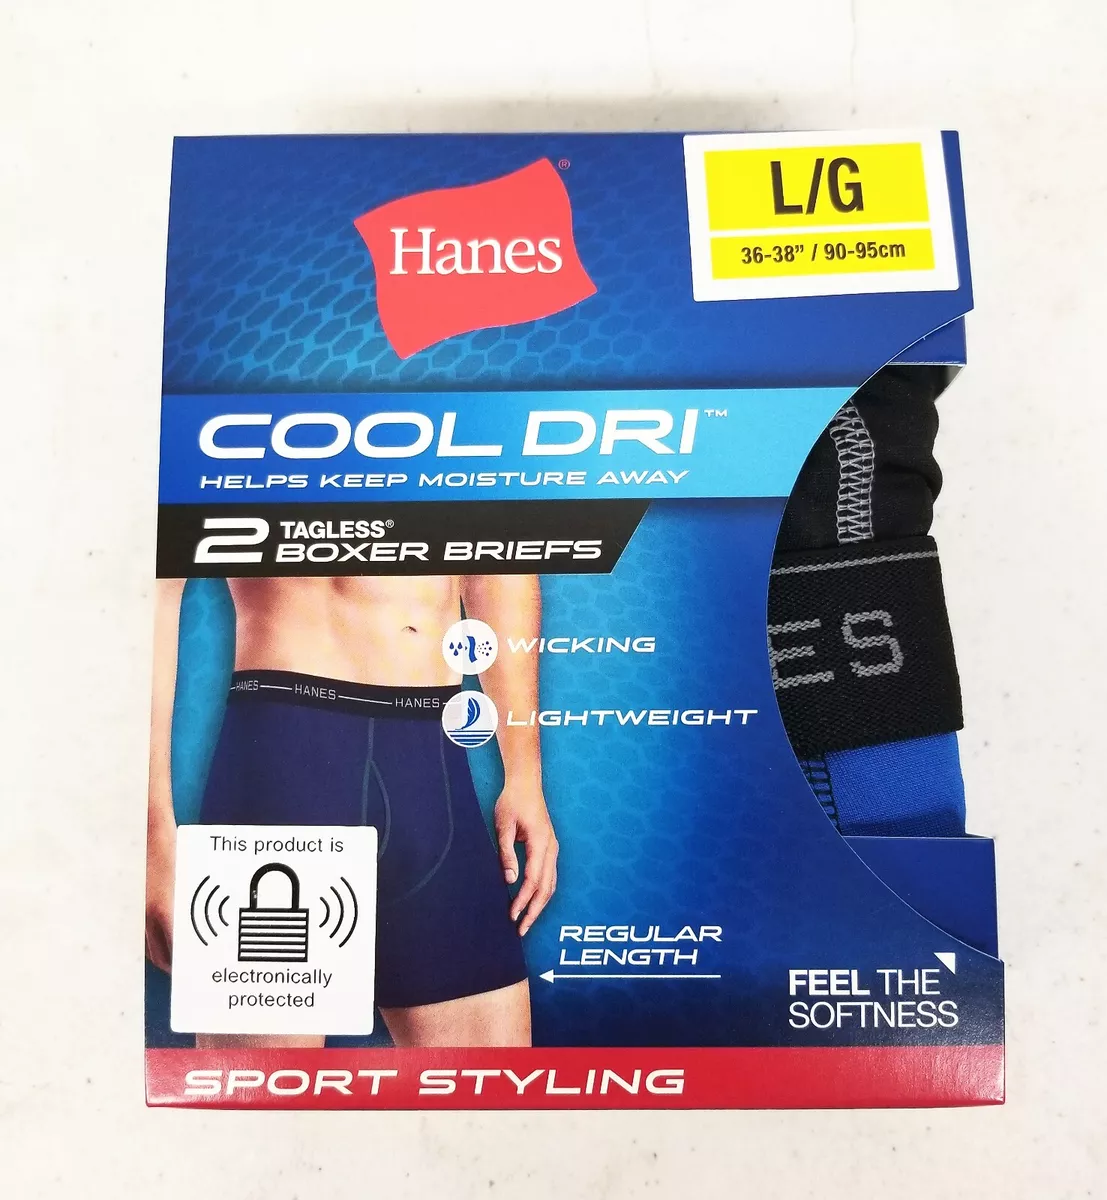 Hanes®
L/G
36-38" / 90-95cm
COOL DRI™
HELPS KEEP MOISTURE AWAY
2 TAGLESS®
BOXER BRIEFS
WICKING
HANES HANES HANES
LIGHTWEIGHT
ES
This product is
electronically
protected
REGULAR
LENGTH
FEEL THE
SOFTNESS
SPORT STYLING